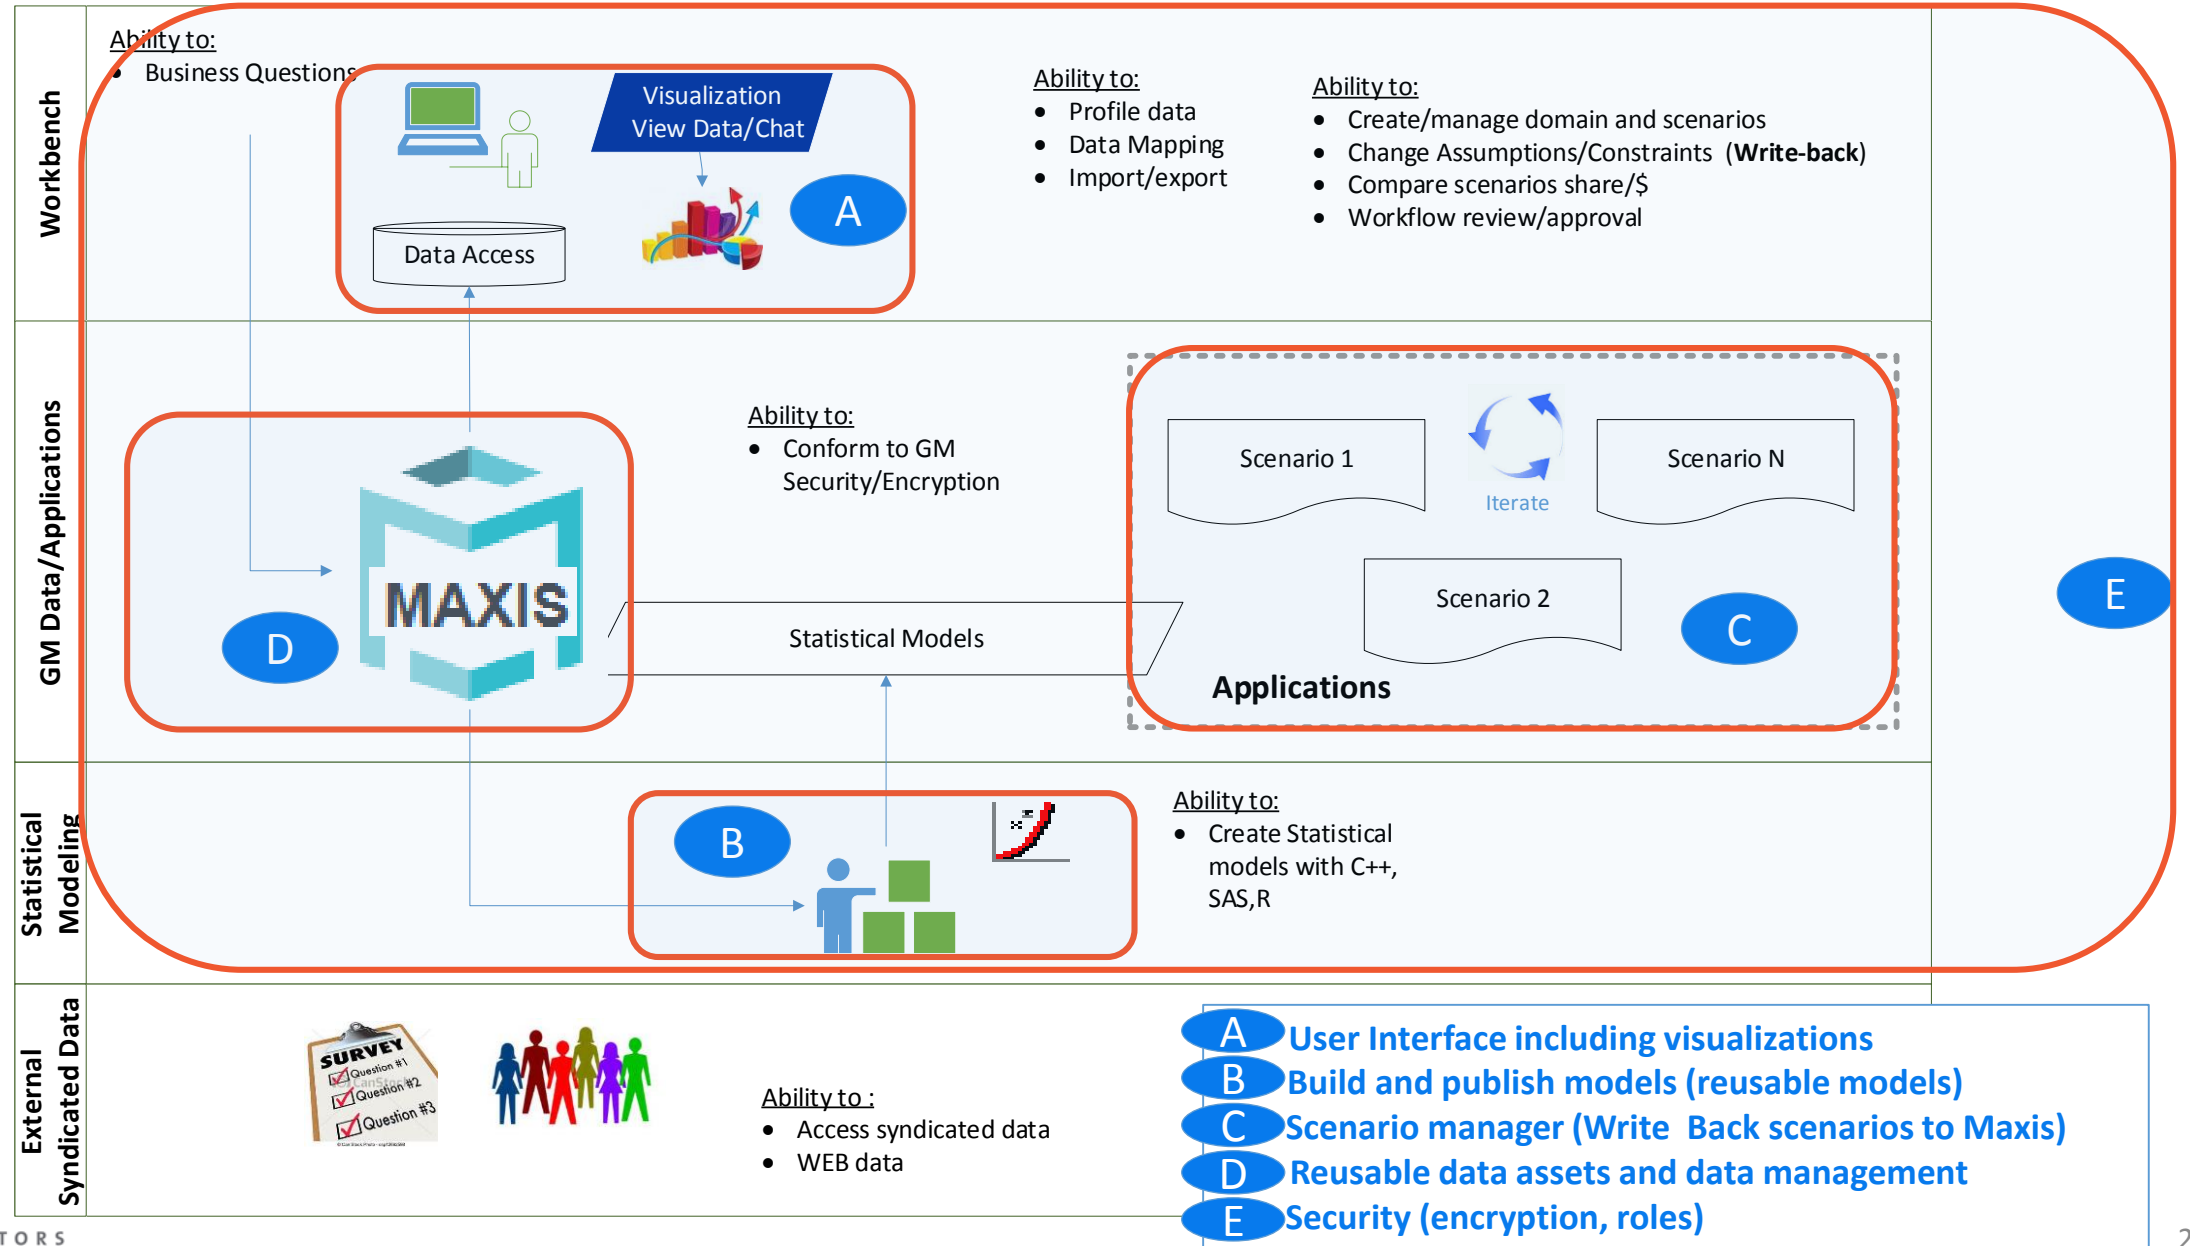 Workbench
Ability to:
• Business Questions
Visualization
View Data/Chat
Data Access
A
Ability to:
• Profile data
• Data Mapping
• Import/export
Ability to:
• Create/manage domain and scenarios
• Change Assumptions/Constraints (Write-back)
• Compare scenarios share/$
• Workflow review/approval
GM Data/Applications
MAXIS
D
Ability to:
• Conform to GM
Security/Encryption
Statistical Models
Scenario 1
Iterate
Scenario N
Scenario 2
C
Applications
E
Statistical
Modeling
B
Ability to:
• Create Statistical
models with C++,
SAS,R
External
Syndicated Data
SURVEY
Question #1
Question #2
Question #3
Ability to :
• Access syndicated data
• WEB data
A User Interface including visualizations
B Build and publish models (reusable models)
C Scenario manager (Write Back scenarios to Maxis)
D Reusable data assets and data management
E Security (encryption, roles)
TORS
2